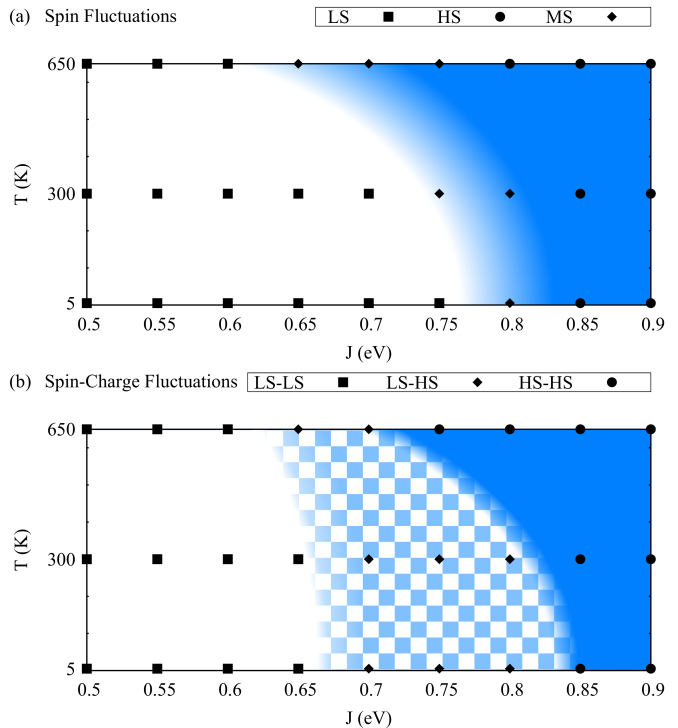 (a) Spin Fluctuations LS HS MS
650
300
5
T (K)
0.5 0.55 0.6 0.65 0.7 0.75 0.8 0.85 0.9
J (eV)
(b) Spin-Charge Fluctuations LS-LS LS-HS HS-HS
650
300
5
T (K)
0.5 0.55 0.6 0.65 0.7 0.75 0.8 0.85 0.9
J (eV)